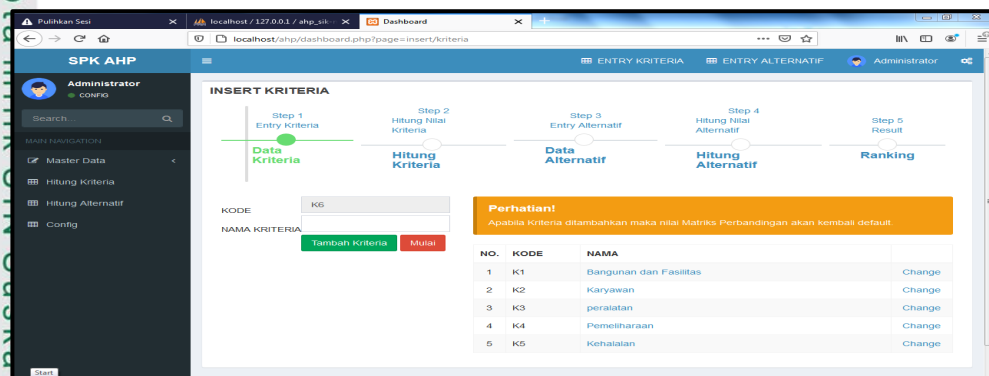 Pulihkan Sesi
localhost / 127.0.0.1 / ahp_sik
Dashboard
localhost/ahp/dashboard.php?page=insert/kriteria
SPK AHP
ENTRY KRITERIA
ENTRY ALTERNATIF
Administrator
Administrator
CONFIG
Search...
MAIN NAVIGATION
Master Data
Hitung Kriteria
Hitung Alternatif
Config
INSERT KRITERIA
Step 1
Entry Kriteria
Data
Kriteria
Step 2
Hitung Nilai
Kriteria
Hitung
Kriteria
Step 3
Entry Alternatif
Data
Alternatif
Step 4
Hitung Nilai
Alternatif
Hitung
Alternatif
Step 5
Result
Ranking
KODE K6
NAMA KRITERIA
Tambah Kriteria Mulai
Perhatian!
Apabila Kriteria ditambahkan maka nilai Matriks Perbandingan akan kembali default.
NO. KODE NAMA
1 K1 Bangunan dan Fasilitas Change
2 K2 Karyawan Change
3 K3 peralatan Change
4 K4 Pemeliharaan Change
5 K5 Kehalalan Change
Start